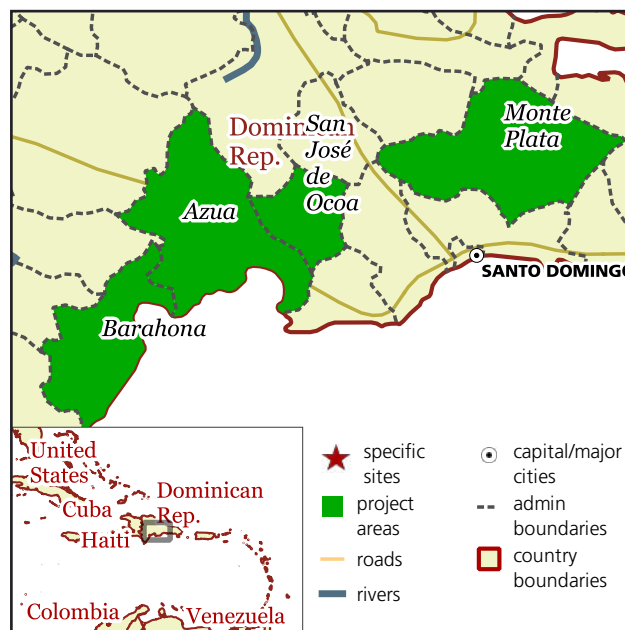 Monte
Plata
Dominican
Rep.
San
José
de
Ocoa
Azua
SANTO DOMINGO
Barahona
United
States
Dominican
Rep.
Cuba
Haiti
Colombia
Venezuela
specific
sites
project
areas
roads
rivers
capital/major
cities
admin
boundaries
country
boundaries